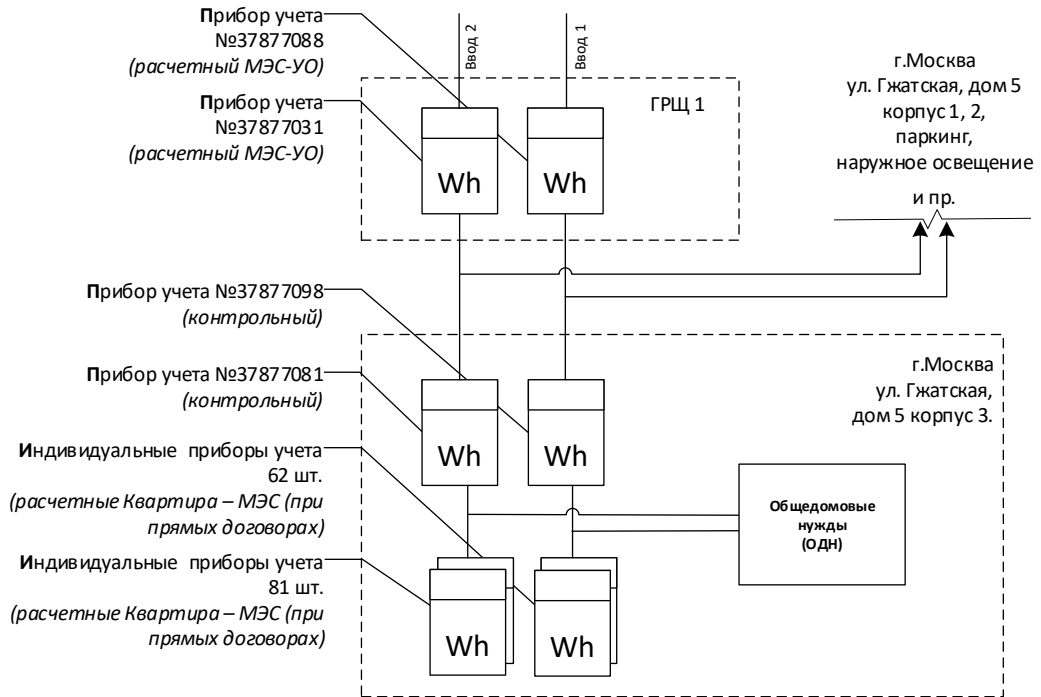 Прибор учета
№37877088
(расчетный МЭС-УО)
Прибор учета
№37877031
(расчетный МЭС-УО)
Ввод 2
Ввод 1
ГРЩ 1
Wh
Wh
г.Москва
ул. Гжатская, дом 5
корпус 1, 2,
паркинг,
наружное освещение
и пр.
Прибор учета №37877098
(контрольный)
Прибор учета №37877081
(контрольный)
Wh
Wh
г.Москва
ул. Гжатская,
дом 5 корпус 3.
Индивидуальные приборы учета
62 шт.
(расчетные Квартира – МЭС (при
прямых договорах)
Индивидуальные приборы учета
81 шт.
(расчетные Квартира – МЭС (при
прямых договорах)
Wh
Wh
Общедомовые
нужды
(ОДН)